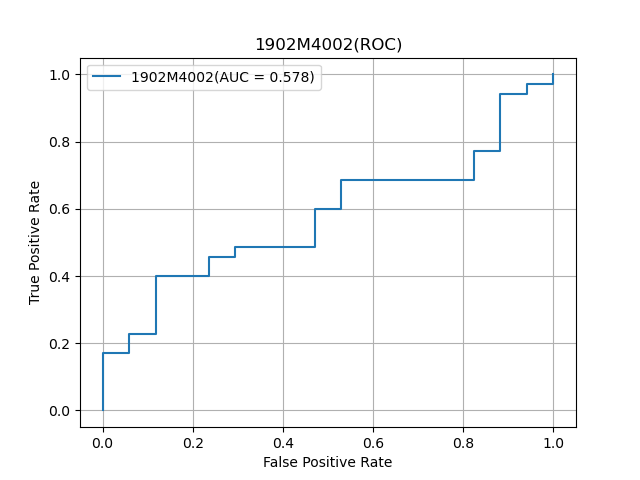 1902M4002(ROC)
1902M4002(AUC = 0.578)
True Positive Rate
1.0
0.8
0.6
0.4
0.2
0.0
0.0 0.2 0.4 0.6 0.8 1.0
False Positive Rate